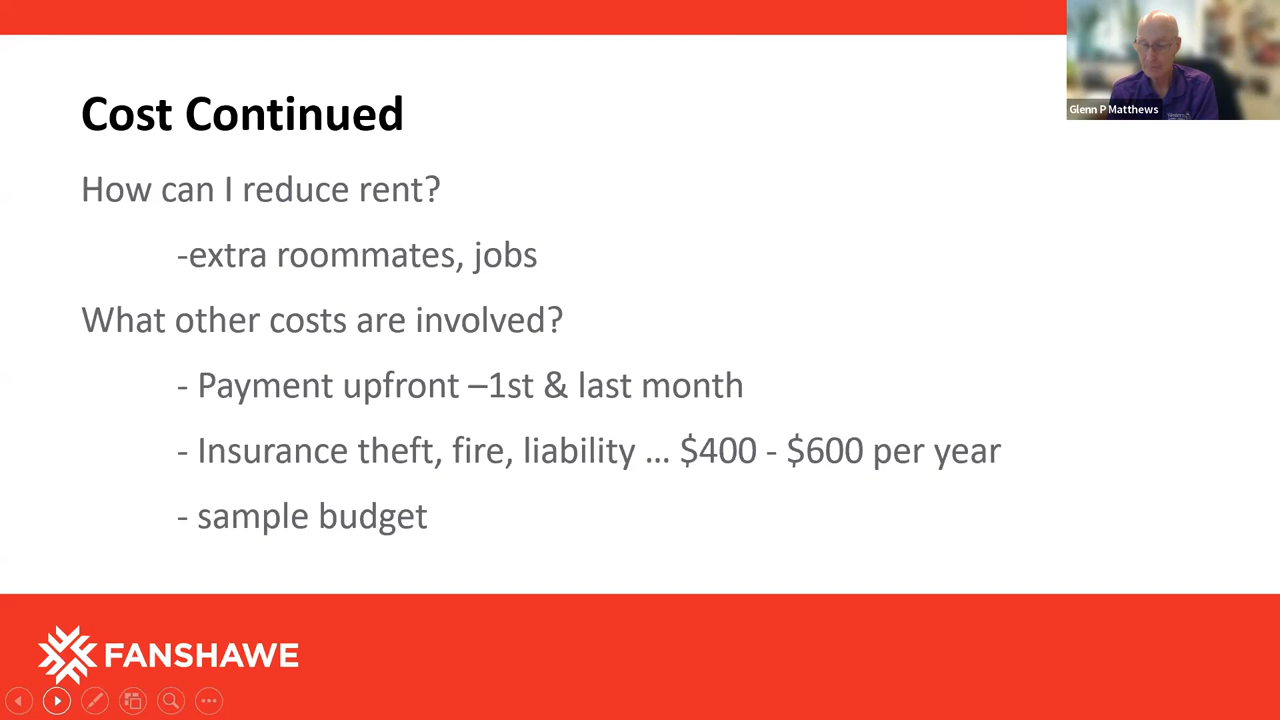 Cost Continued
How can I reduce rent?
-extra roommates, jobs
What other costs are involved?
- Payment upfront –1st & last month
- Insurance theft, fire, liability … $400 - $600 per year
- sample budget
Glenn P Matthews
Western
FANSHAWE